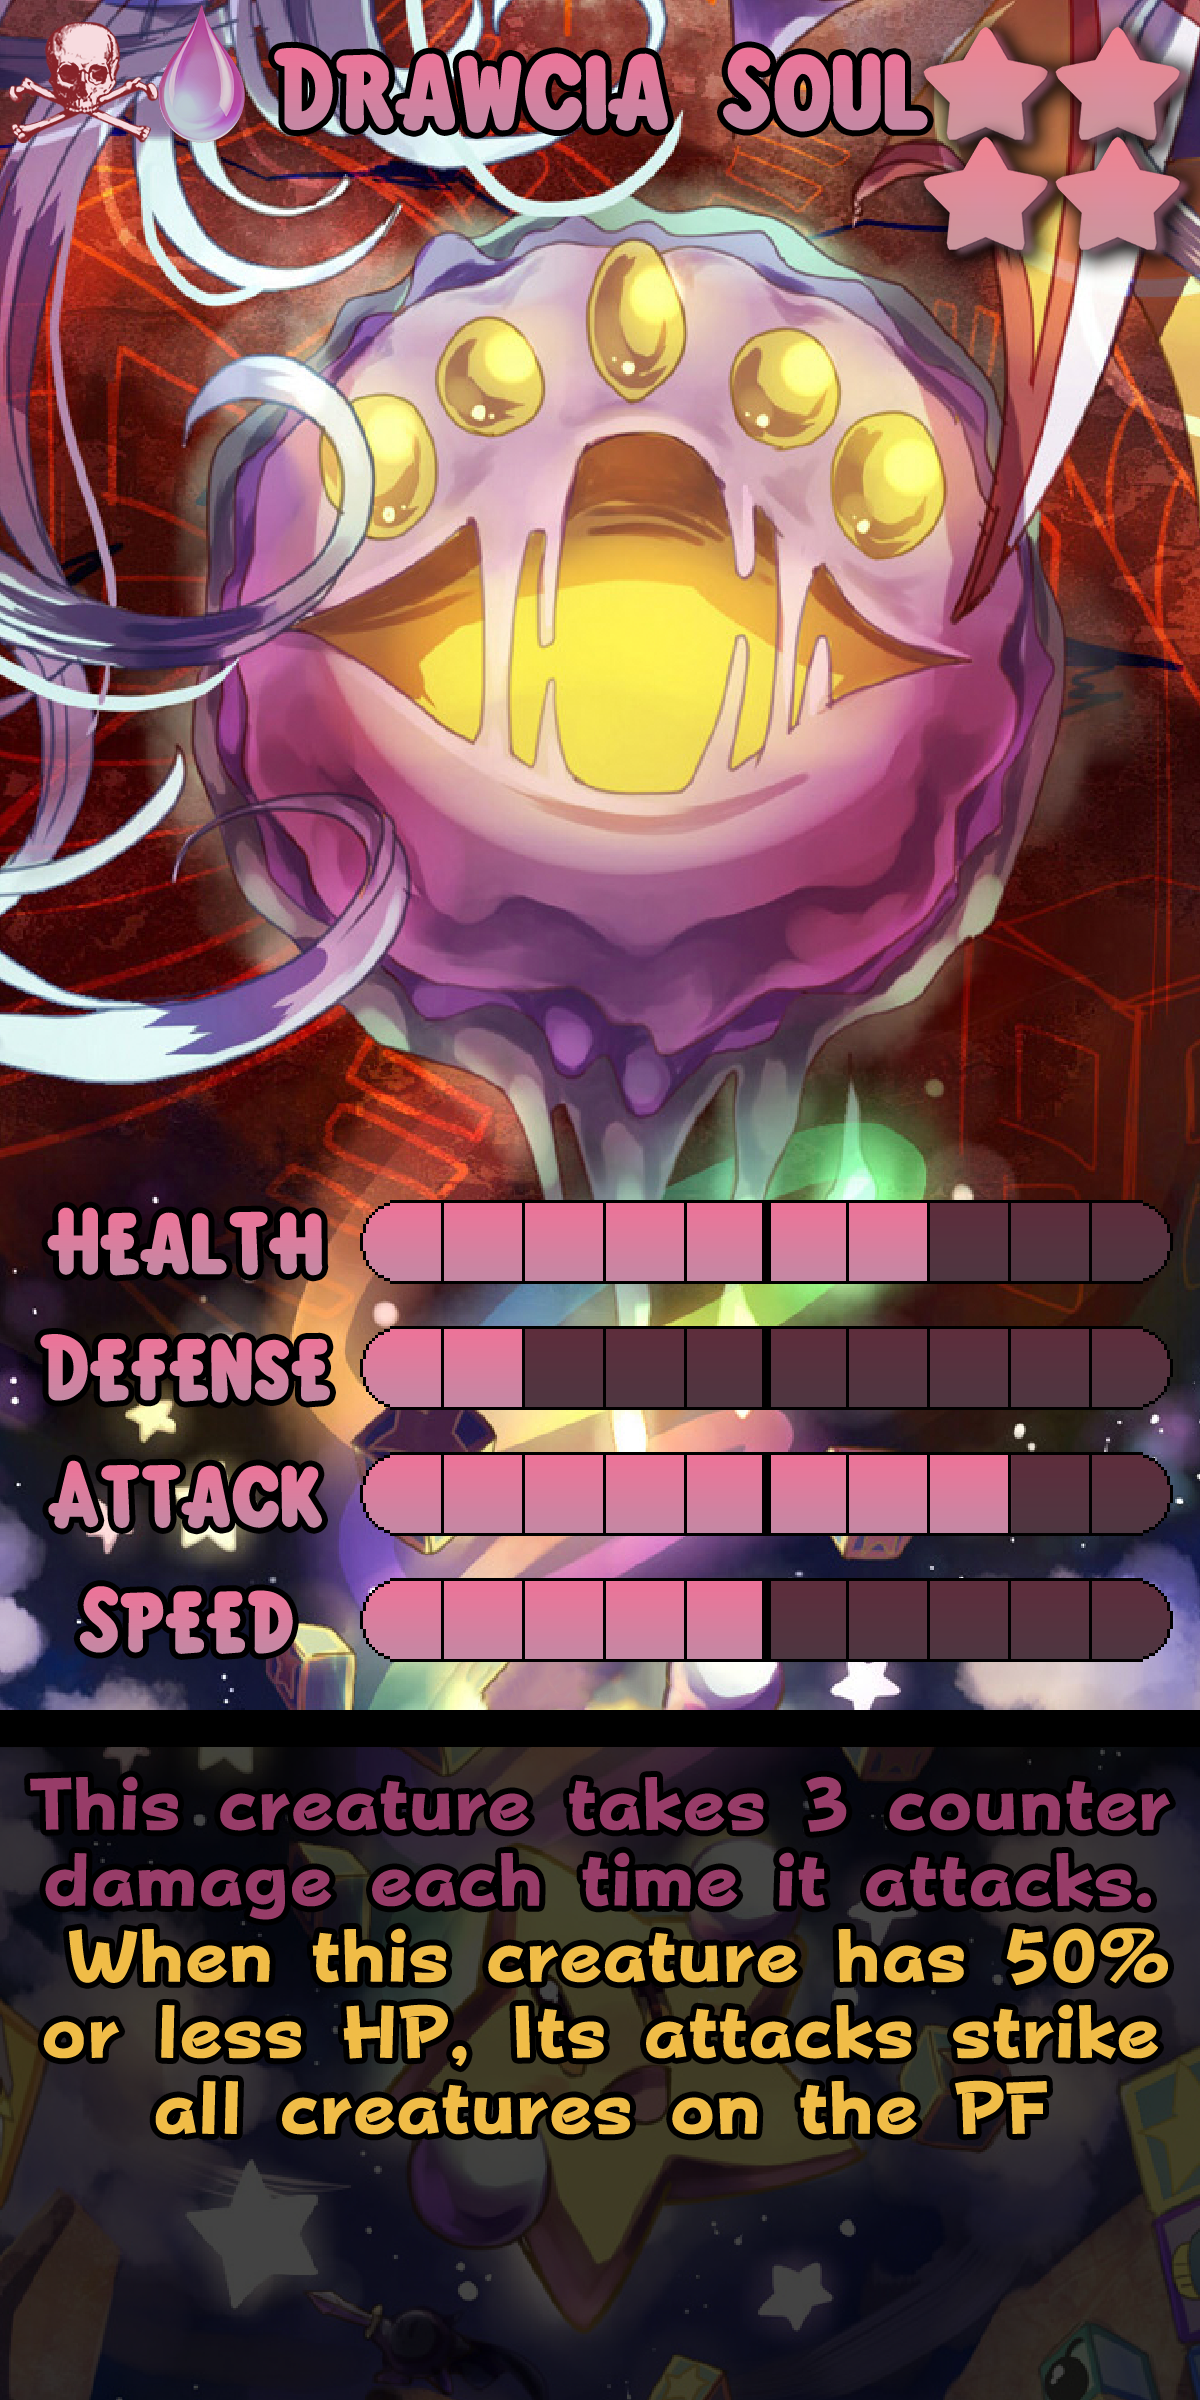 DRAWCIA SOUL
HEALTH
DEFENSE
ATTACK
SPEED
This creature takes 3 counter
damage each time it attacks.
When this creature has 50%
or less HP, Its attacks strike
all creatures on the PF